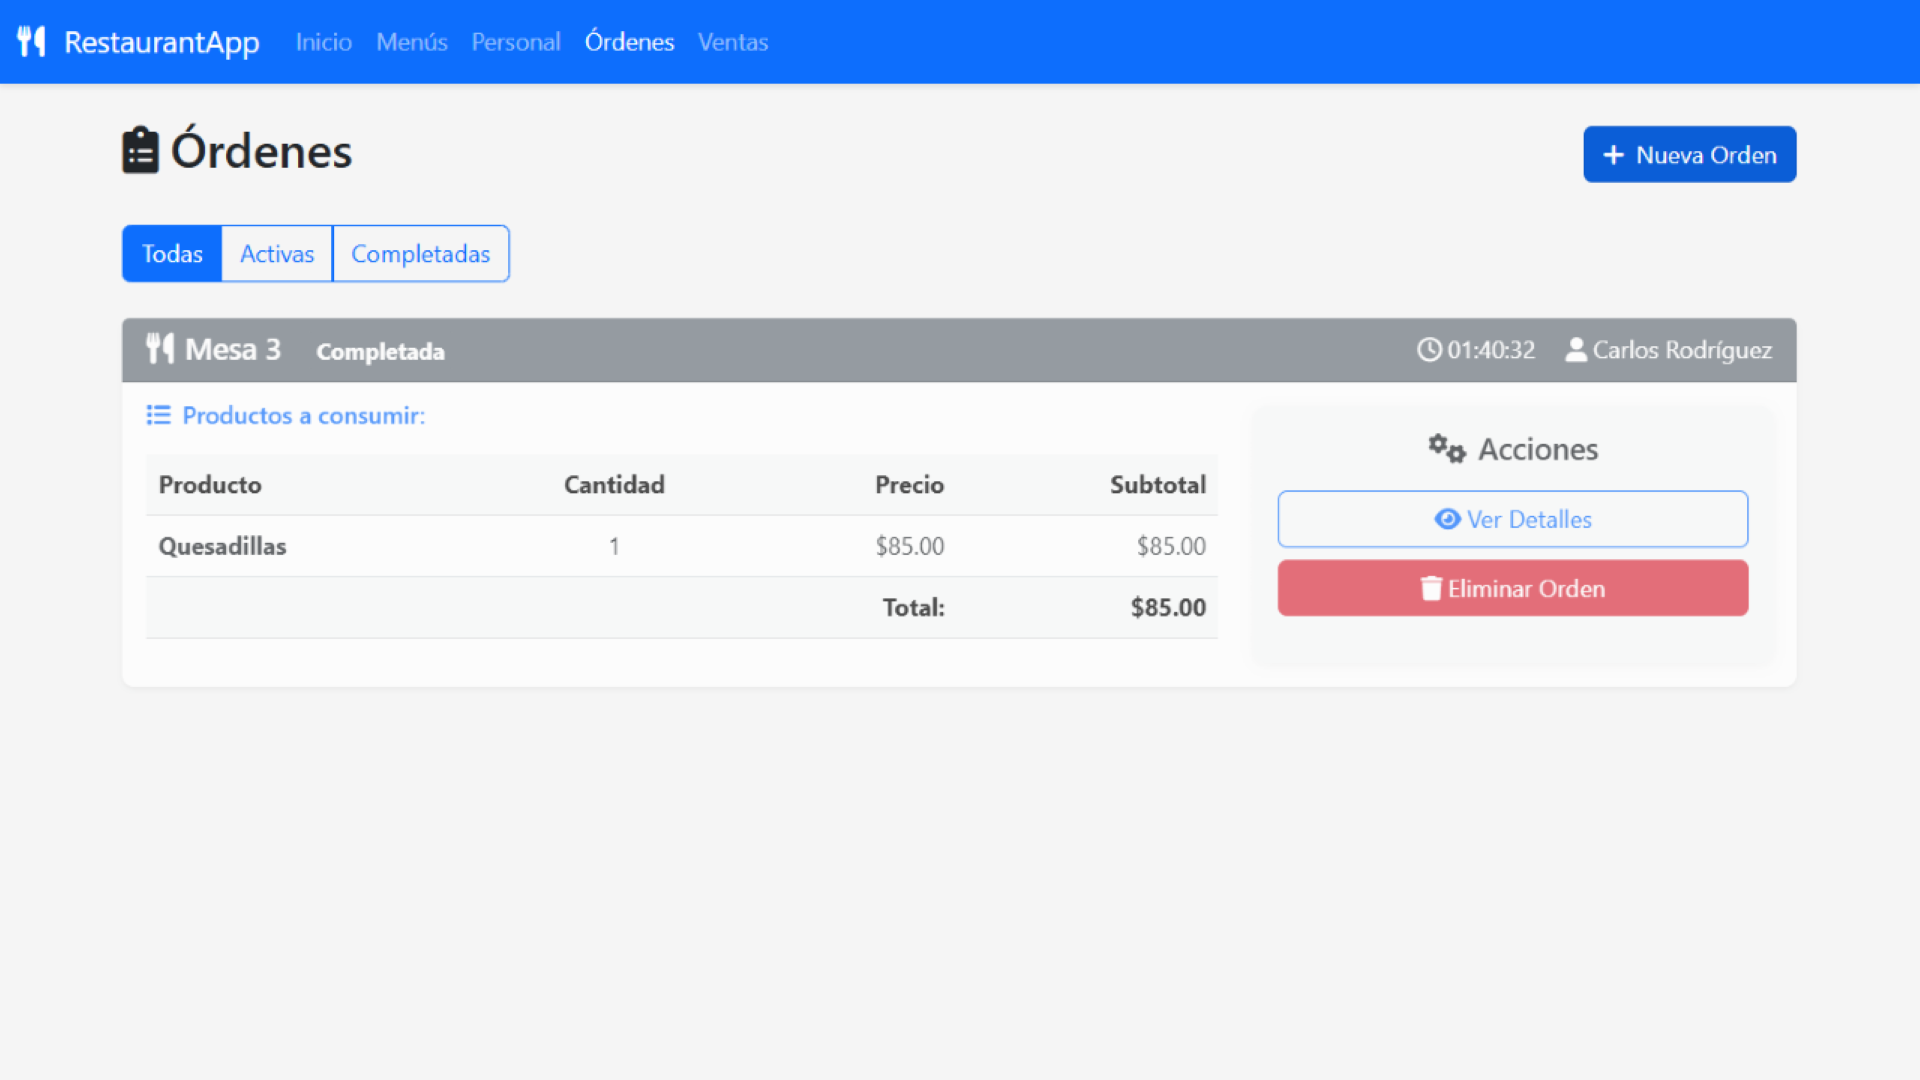 RestaurantApp Inicio Menús Personal Órdenes Ventas
Órdenes
+ Nueva Orden
Todas Activas Completadas
Mesa 3 Completada 01:40:32 Carlos Rodríguez
Productos a consumir:
Producto Cantidad Precio Subtotal
Quesadillas 1 $85.00 $85.00
Total: $85.00
Acciones
Ver Detalles
Eliminar Orden